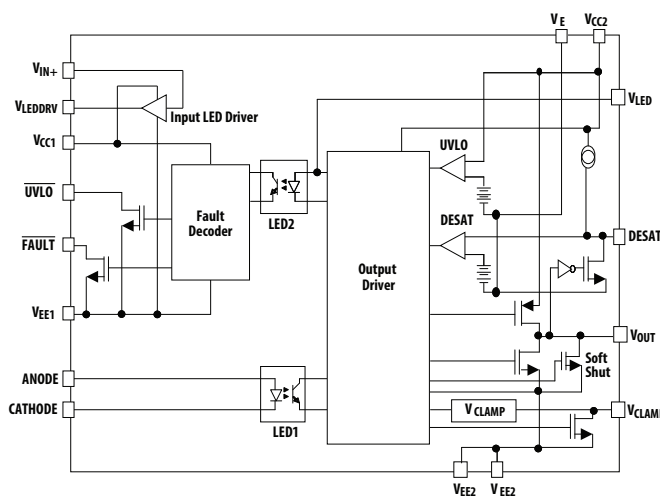 V E
VCC2
VIN+
VLEDDRV
Input LED Driver
VLED
VCC1
UVLO
UVLO
Fault
Decoder
LED2
DESAT
DESAT
FAULT
Output
Driver
VEE1
VOUT
Soft
Shut
ANODE
CATHODE
LED1
V CLAMP
VCLAMP
VEE2
V EE2